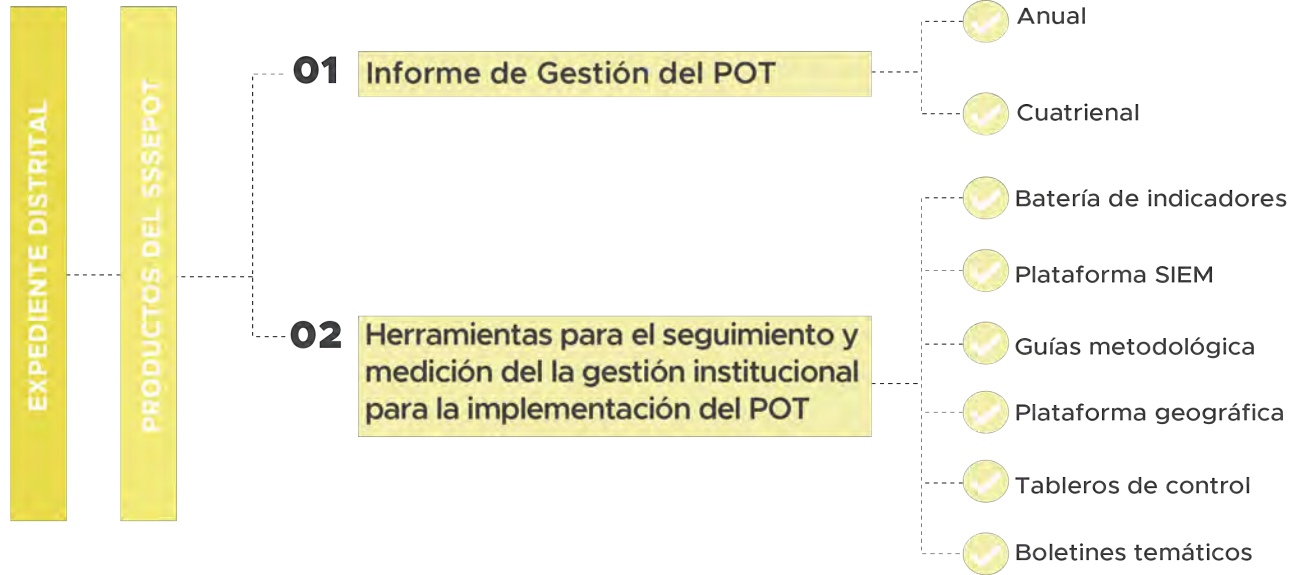 EXPEDIENTE DISTRITAL
PRODUCTOS DEL SSSEPOT
01
Informe de Gestión del POT
Anual
Cuatrienal
02
Herramientas para el seguimiento y
medición del la gestión institucional
para la implementación del POT
Batería de indicadores
Plataforma SIEM
Guías metodológica
Plataforma geográfica
Tableros de control
Boletines temáticos